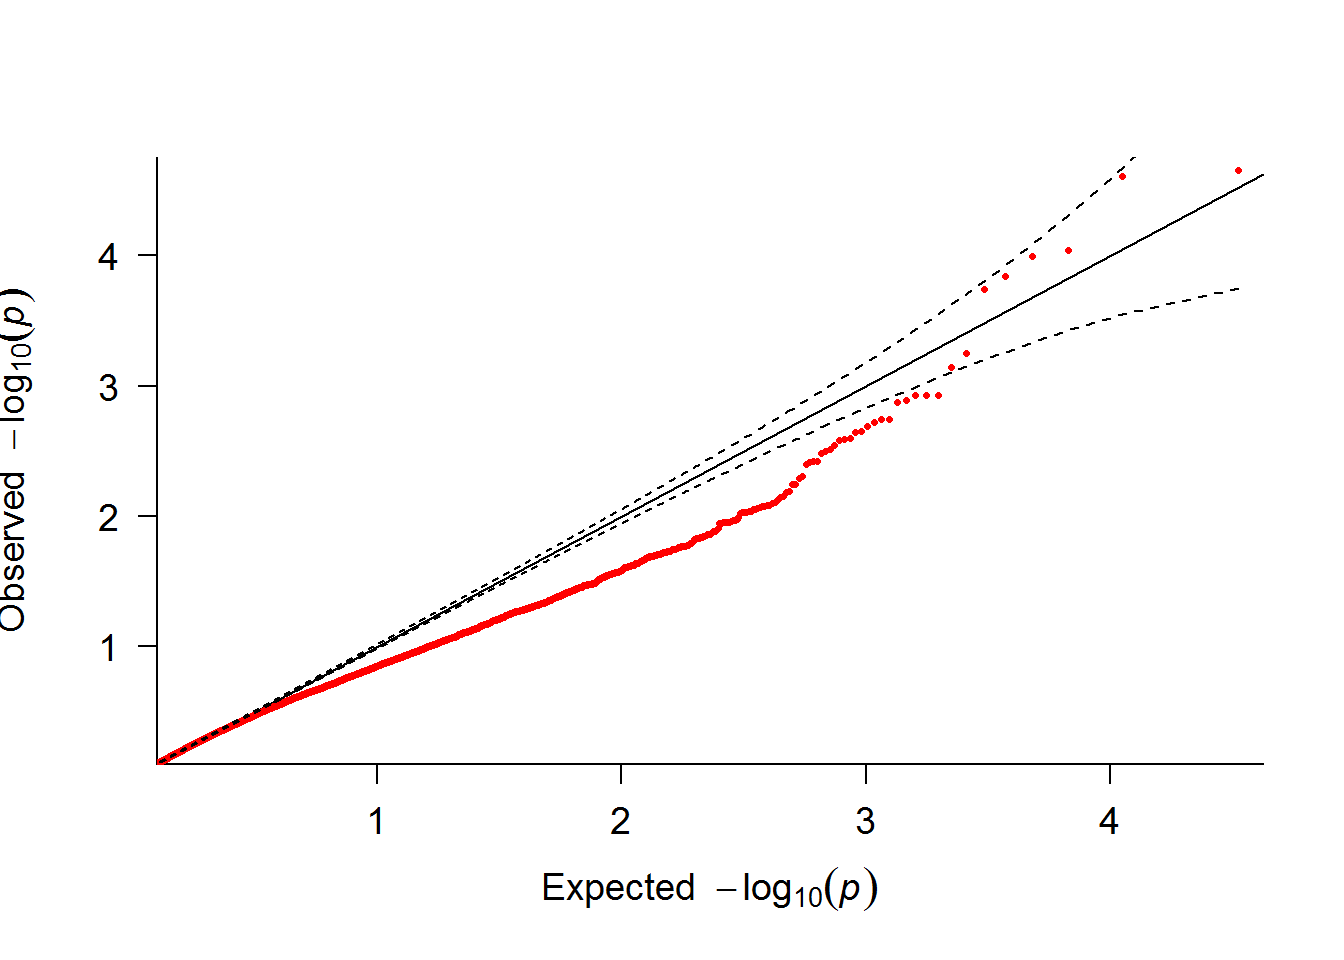 Observed −log₁₀(p)
4
3
2
1
1 2 3 4
Expected −log₁₀(p)